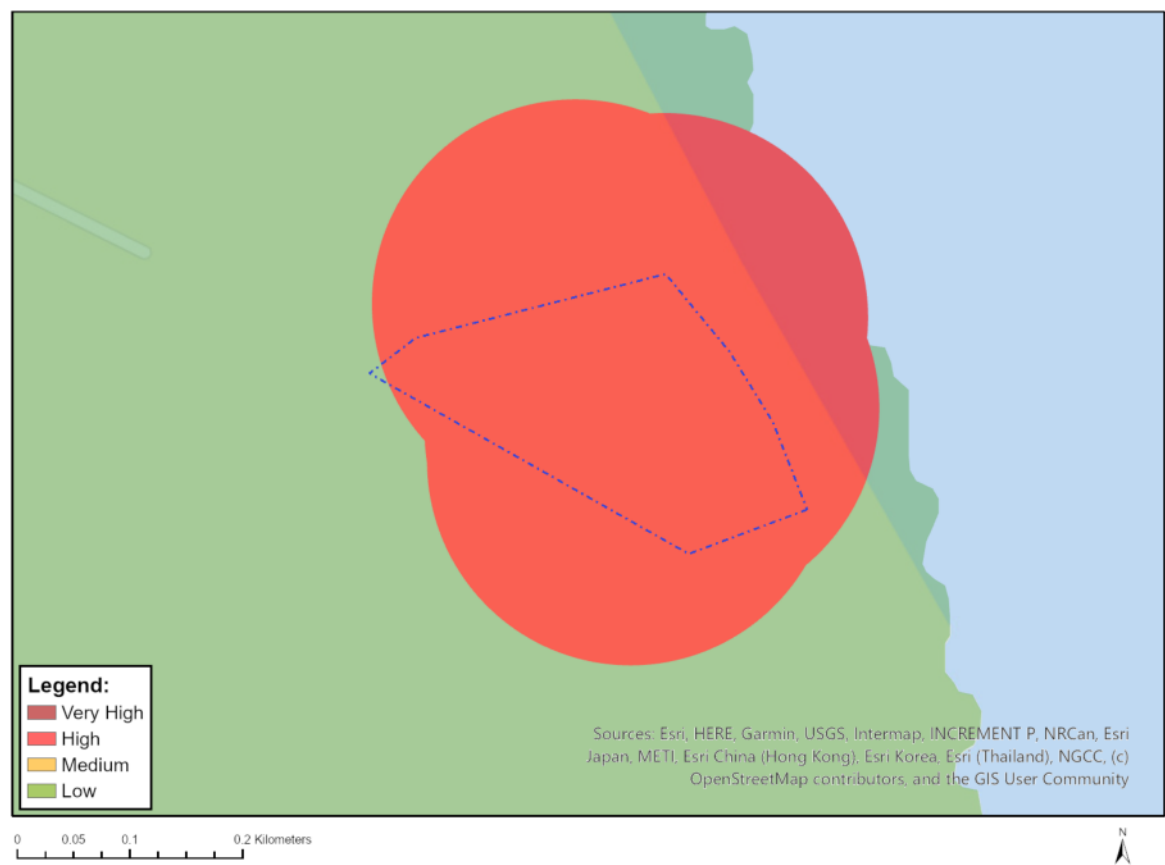 Legend:
Very High
High
Medium
Low
Sources: Esri, HERE, Garmin, USGS, Intermap, INCREMENT P, NRCan, Esri
Japan, METI, Esri China (Hong Kong), Esri Korea, Esri (Thailand), NGCC, (c)
OpenStreetMap contributors, and the GIS User Community
0 0.05 0.1 0.2 Kilometers
N